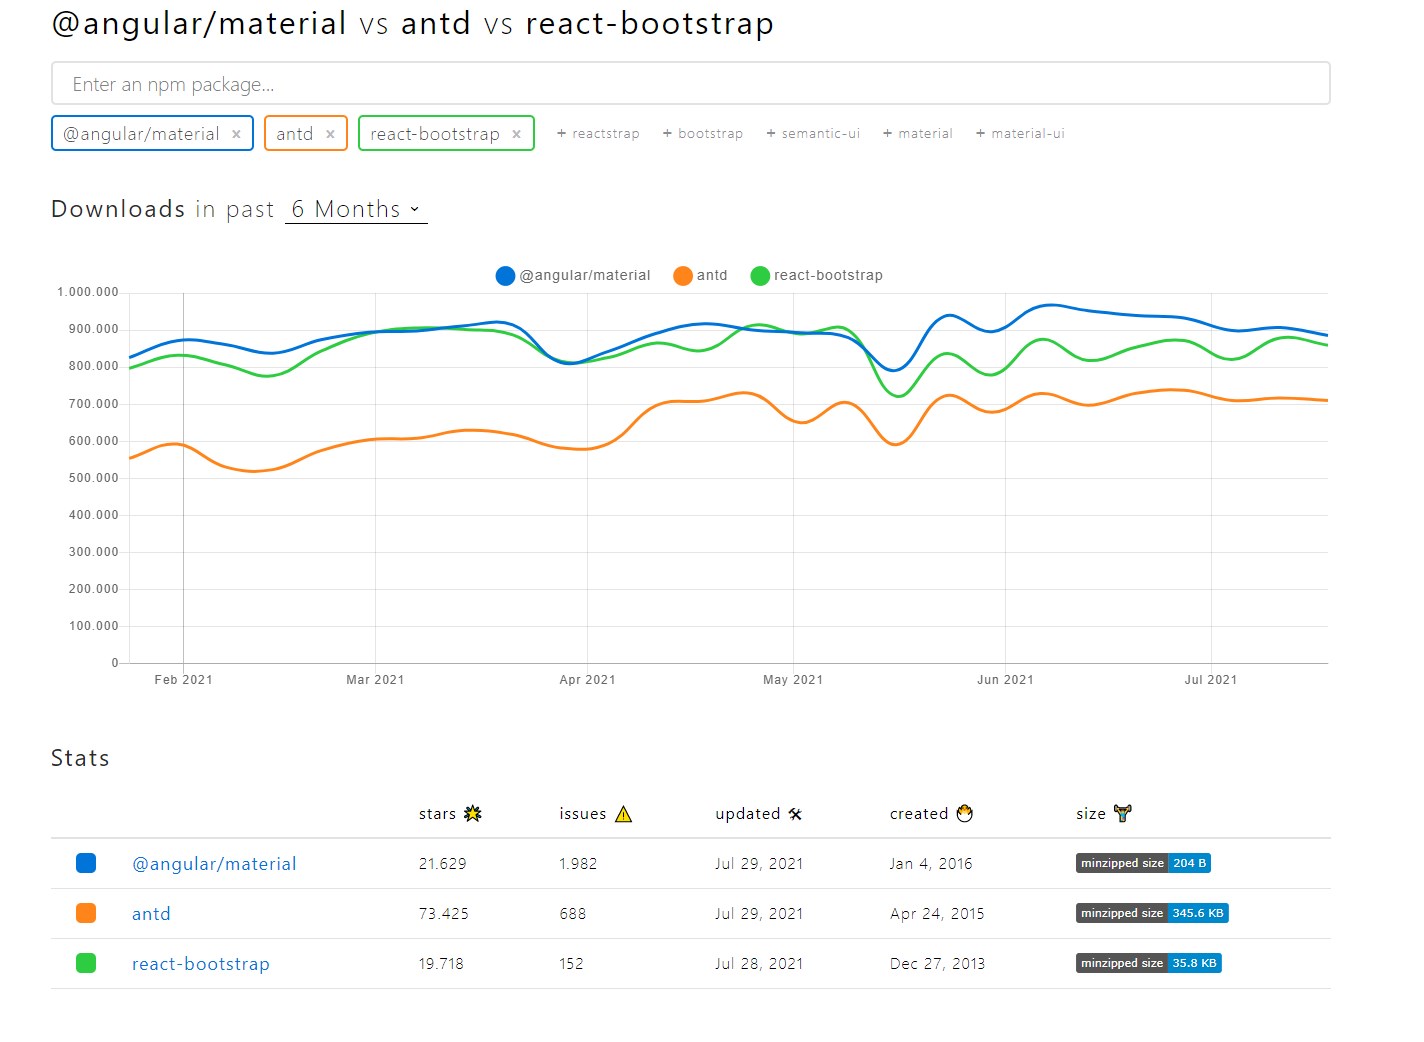 @angular/material vs antd vs react-bootstrap
Enter an npm package...
@angular/material × antd × react-bootstrap × + reactstrap + bootstrap + semantic-ui + material + material-ui
Downloads in past 6 Months
@angular/material antd react-bootstrap
1.000.000
900.000
800.000
700.000
600.000
500.000
400.000
300.000
200.000
100.000
0
Feb 2021 Mar 2021 Apr 2021 May 2021 Jun 2021 Jul 2021
Stats
stars issues updated created size
@angular/material 21.629 1.982 Jul 29, 2021 Jan 4, 2016 minzipped size 204 B
antd 73.425 688 Jul 29, 2021 Apr 24, 2015 minzipped size 345.6 KB
react-bootstrap 19.718 152 Jul 28, 2021 Dec 27, 2013 minzipped size 35.8 KB